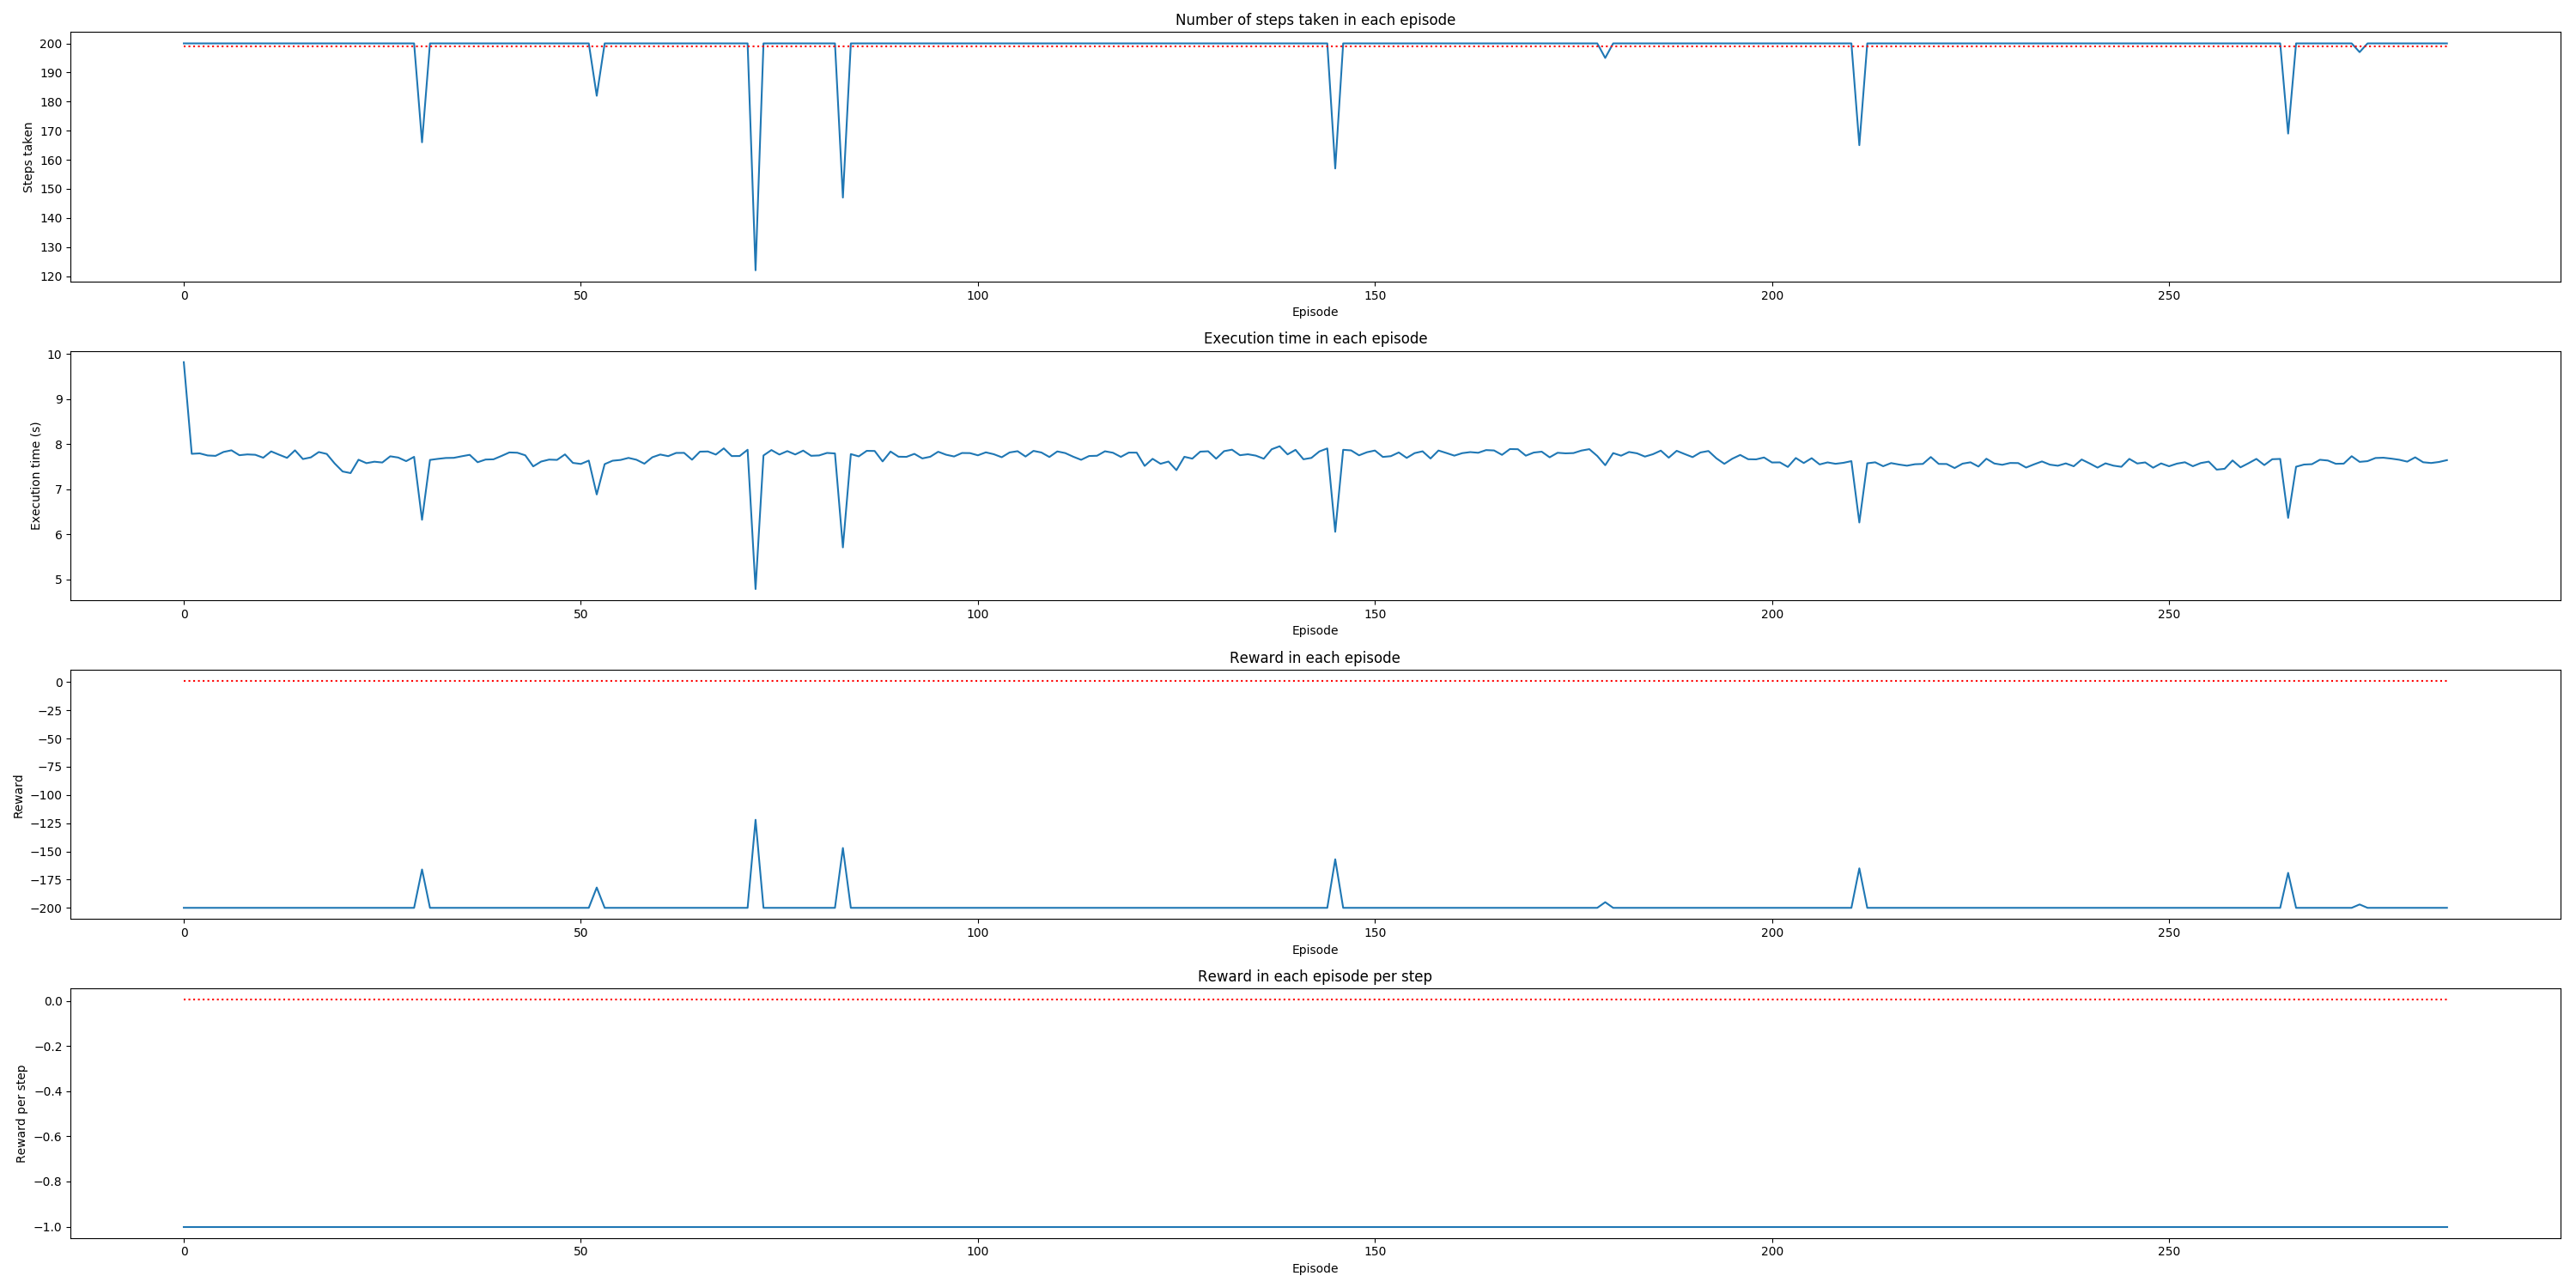 Number of steps taken in each episode
200
190
180
170
160
150
140
130
120
Steps taken
0 50 100 150 200 250
Episode
Execution time in each episode
10
9
8
7
6
5
Execution time (s)
0 50 100 150 200 250
Episode
Reward in each episode
0
−25
−50
−75
−100
−125
−150
−175
−200
Reward
0 50 100 150 200 250
Episode
Reward in each episode per step
0.0
−0.2
−0.4
−0.6
−0.8
−1.0
Reward per step
0 50 100 150 200 250
Episode